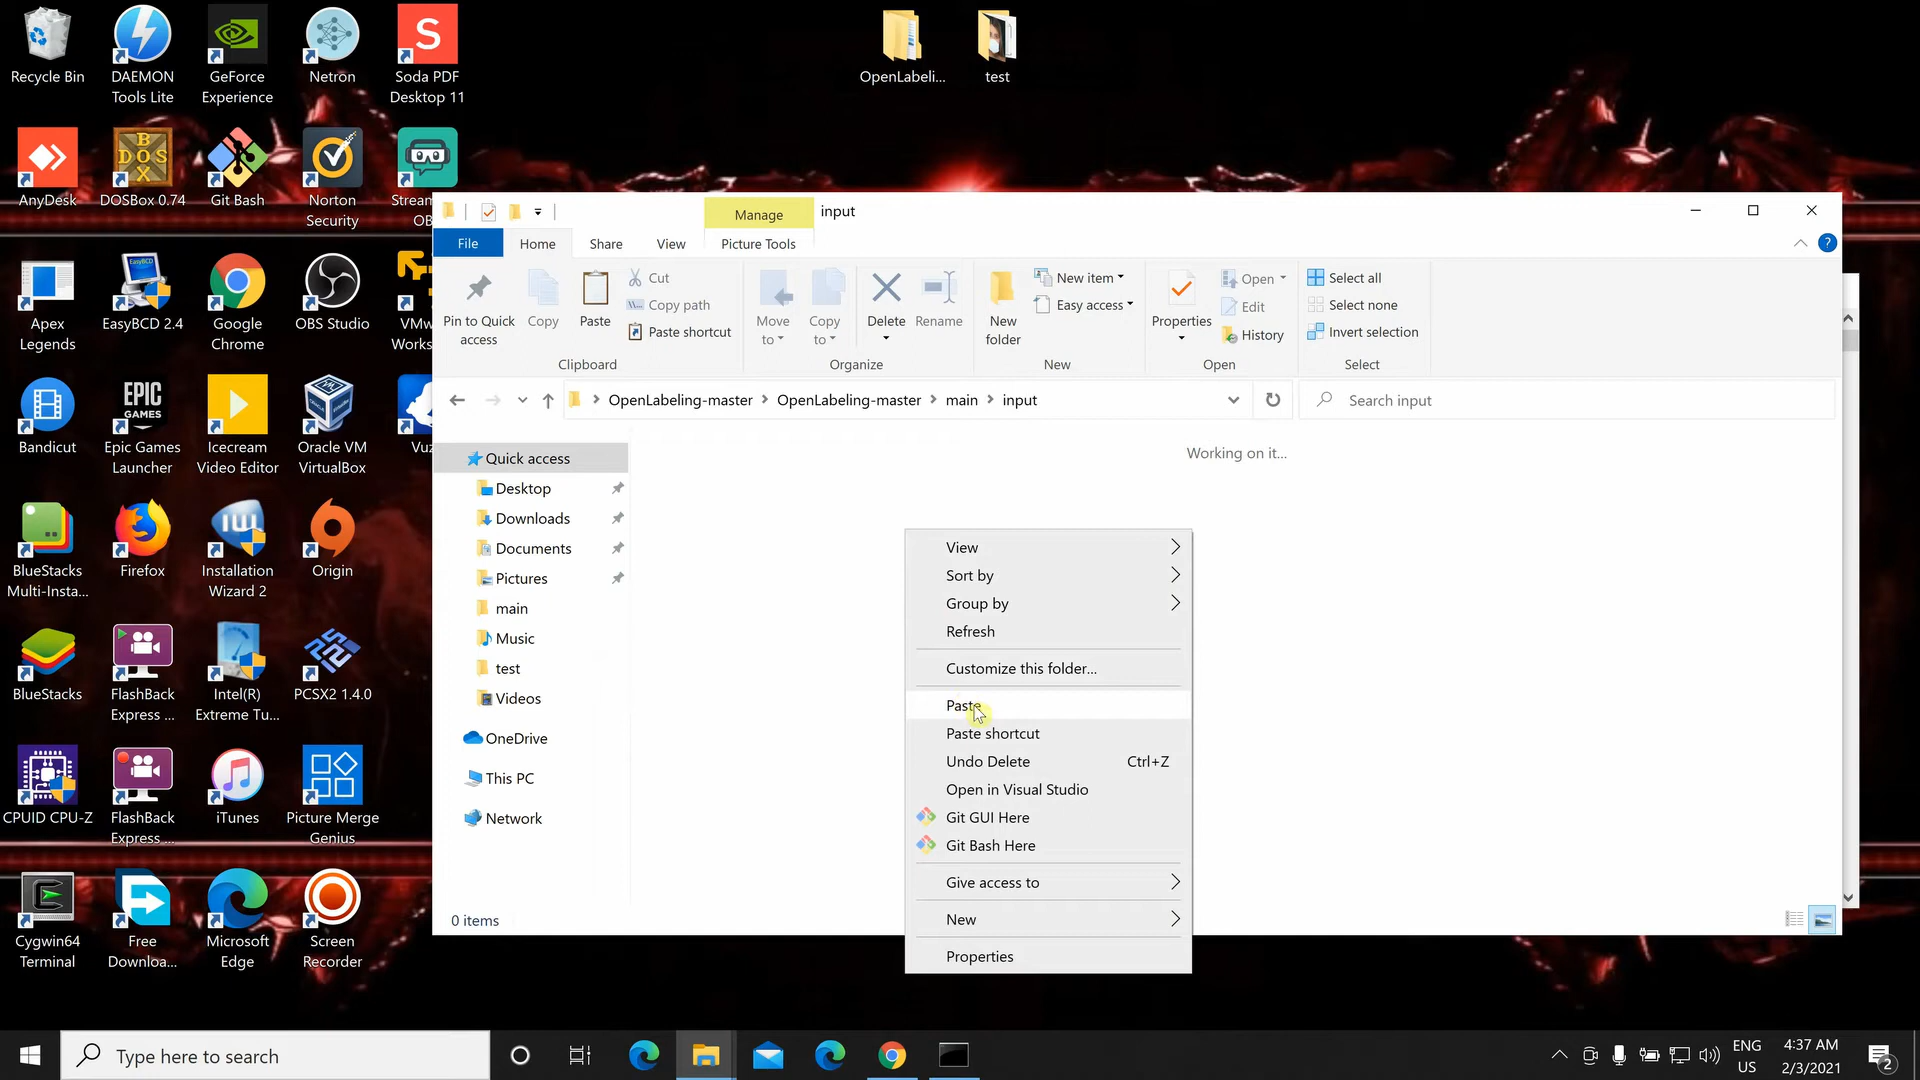 Recycle Bin
DAEMON
Tools Lite
GeForce
Experience
Netron
Soda PDF
Desktop 11
OpenLabeli...
test
AnyDesk
DOSBox 0.74
Git Bash
Norton
Security
Stream
OB
Apex
Legends
EasyBCD 2.4
Google
Chrome
OBS Studio
VMw
Works
Bandicut
Epic Games
Launcher
Icecream
Video Editor
Oracle VM
VirtualBox
Vuz
BlueStacks
Multi-Insta...
Firefox
Installation
Wizard 2
Origin
BlueStacks
FlashBack
Express ...
Intel(R)
Extreme Tu...
PCSX2 1.4.0
CPUID CPU-Z
FlashBack
Express ...
iTunes
Picture Merge
Genius
Cygwin64
Terminal
Free
Downloa...
Microsoft
Edge
Screen
Recorder
Manage
input
File
Home
Share
View
Picture Tools
Pin to Quick
access
Copy
Paste
Cut
Copy path
Paste shortcut
Clipboard
Move
to
Copy
to
Delete
Rename
Organize
New
folder
New item
Easy access
New
Properties
Open
Edit
History
Open
Select all
Select none
Invert selection
Select
OpenLabeling-master
OpenLabeling-master
main
input
Search input
Quick access
Desktop
Downloads
Documents
Pictures
main
Music
test
Videos
OneDrive
This PC
Network
Working on it...
View
Sort by
Group by
Refresh
Customize this folder...
Paste
Paste shortcut
Undo Delete Ctrl+Z
Open in Visual Studio
Git GUI Here
Git Bash Here
Give access to
New
Properties
0 items
Type here to search
ENG
US
4:37 AM
2/3/2021
2